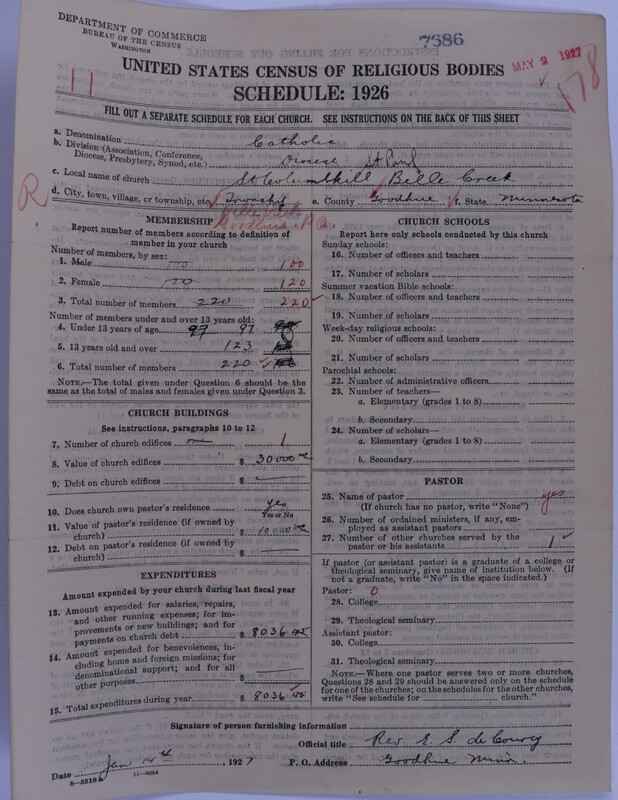 DEPARTMENT OF COMMERCE
BUREAU OF THE CENSUS
WASHINGTON
7686
MAY 2 1927
178
11
UNITED STATES CENSUS OF RELIGIOUS BODIES
SCHEDULE: 1926
FILL OUT A SEPARATE SCHEDULE FOR EACH CHURCH. SEE INSTRUCTIONS ON THE BACK OF THIS SHEET
a. Denomination Catholic
b. Division (Association, Conference, Diocese, Presbytery, Synod, etc.) Diocese St Paul
c. Local name of church St Columbkill Belle Creek
R
d. City, town, village, or township, etc. Township e. County Goodhue f. State Minnesota
Belle Creek
Goodhue P.O.
MEMBERSHIP
Report number of members according to definition of
member in your church
Number of members, by sex:
1. Male 100
2. Female 120
3. Total number of members 220 220
Number of members under and over 13 years old:
4. Under 13 years of age 97 97
5. 13 years old and over 123
6. Total number of members 220
NOTE.—The total given under Question 6 should be the
same as the total of males and females given under Question 3.
CHURCH BUILDINGS
See instructions, paragraphs 10 to 12
7. Number of church edifices one 1
8. Value of church edifices $ 30000
9. Debt on church edifices $
10. Does church own pastor's residence yes
Yes or No
11. Value of pastor's residence (if owned by
church) $ 10000
12. Debt on pastor's residence (if owned by
church) $
EXPENDITURES
Amount expended by your church during last fiscal year
13. Amount expended for salaries, repairs,
and other running expenses; for im-
provements or new buildings; and for
payments on church debt $ 8036.45
14. Amount expended for benevolences, in-
cluding home and foreign missions; for
denominational support; and for all
other purposes $
15. Total expenditures during year $ 8036.45
CHURCH SCHOOLS
Report here only schools conducted by this church
Sunday schools:
16. Number of officers and teachers
17. Number of scholars
Summer vacation Bible schools:
18. Number of officers and teachers
19. Number of scholars
Week-day religious schools:
20. Number of officers and teachers
21. Number of scholars
Parochial schools:
22. Number of administrative officers
23. Number of teachers—
a. Elementary (grades 1 to 8)
b. Secondary
24. Number of scholars—
a. Elementary (grades 1 to 8)
b. Secondary
PASTOR
25. Name of pastor yes
(If church has no pastor, write "None")
26. Number of ordained ministers, if any, em-
ployed as assistant pastors
27. Number of other churches served by the
pastor or his assistants 1
If pastor (or assistant pastor) is a graduate of a college or
theological seminary, give name of institution below. (If
not a graduate, write "No" in the space indicated.)
Pastor: 0
28. College
29. Theological seminary
Assistant pastor:
30. College
31. Theological seminary
NOTE.—Where one pastor serves two or more churches,
Questions 28 and 29 should be answered only on the schedule
for one of the churches; on the schedules for the other churches,
write "See schedule for church."
Signature of person furnishing information
Official title Rev. E. S. de Courcy
Date Jan 14th, 1927 P. O. Address Goodhue Minn.
8-5518 11-9024